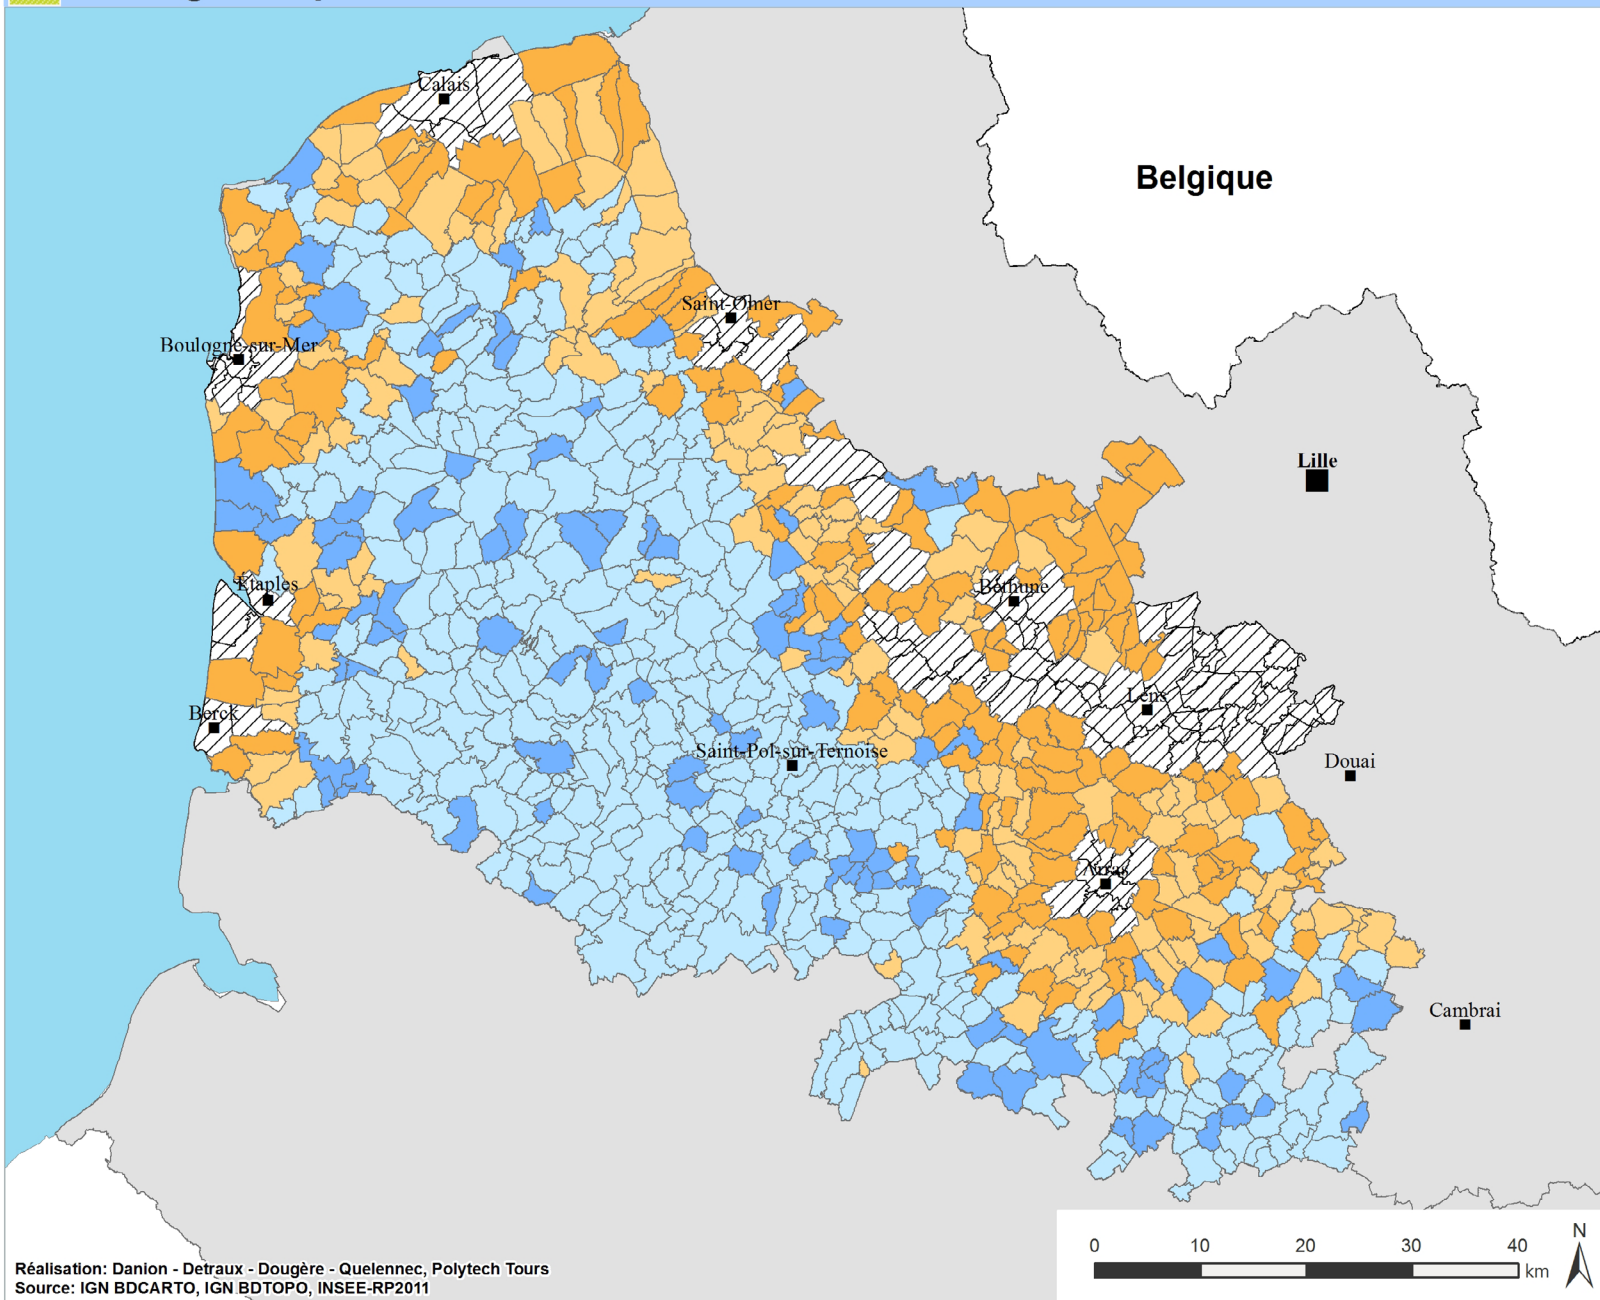 Calais
Belgique
Saint-Omer
Boulogne-sur-Mer
Lille
Étaples
Béthune
Lens
Berck
Saint-Pol-sur-Ternoise
Douai
Arras
Cambrai
N
0 10 20 30 40
km
Réalisation: Danion - Detraux - Dougère - Quelennec, Polytech Tours
Source: IGN BDCARTO, IGN BDTOPO, INSEE-RP2011